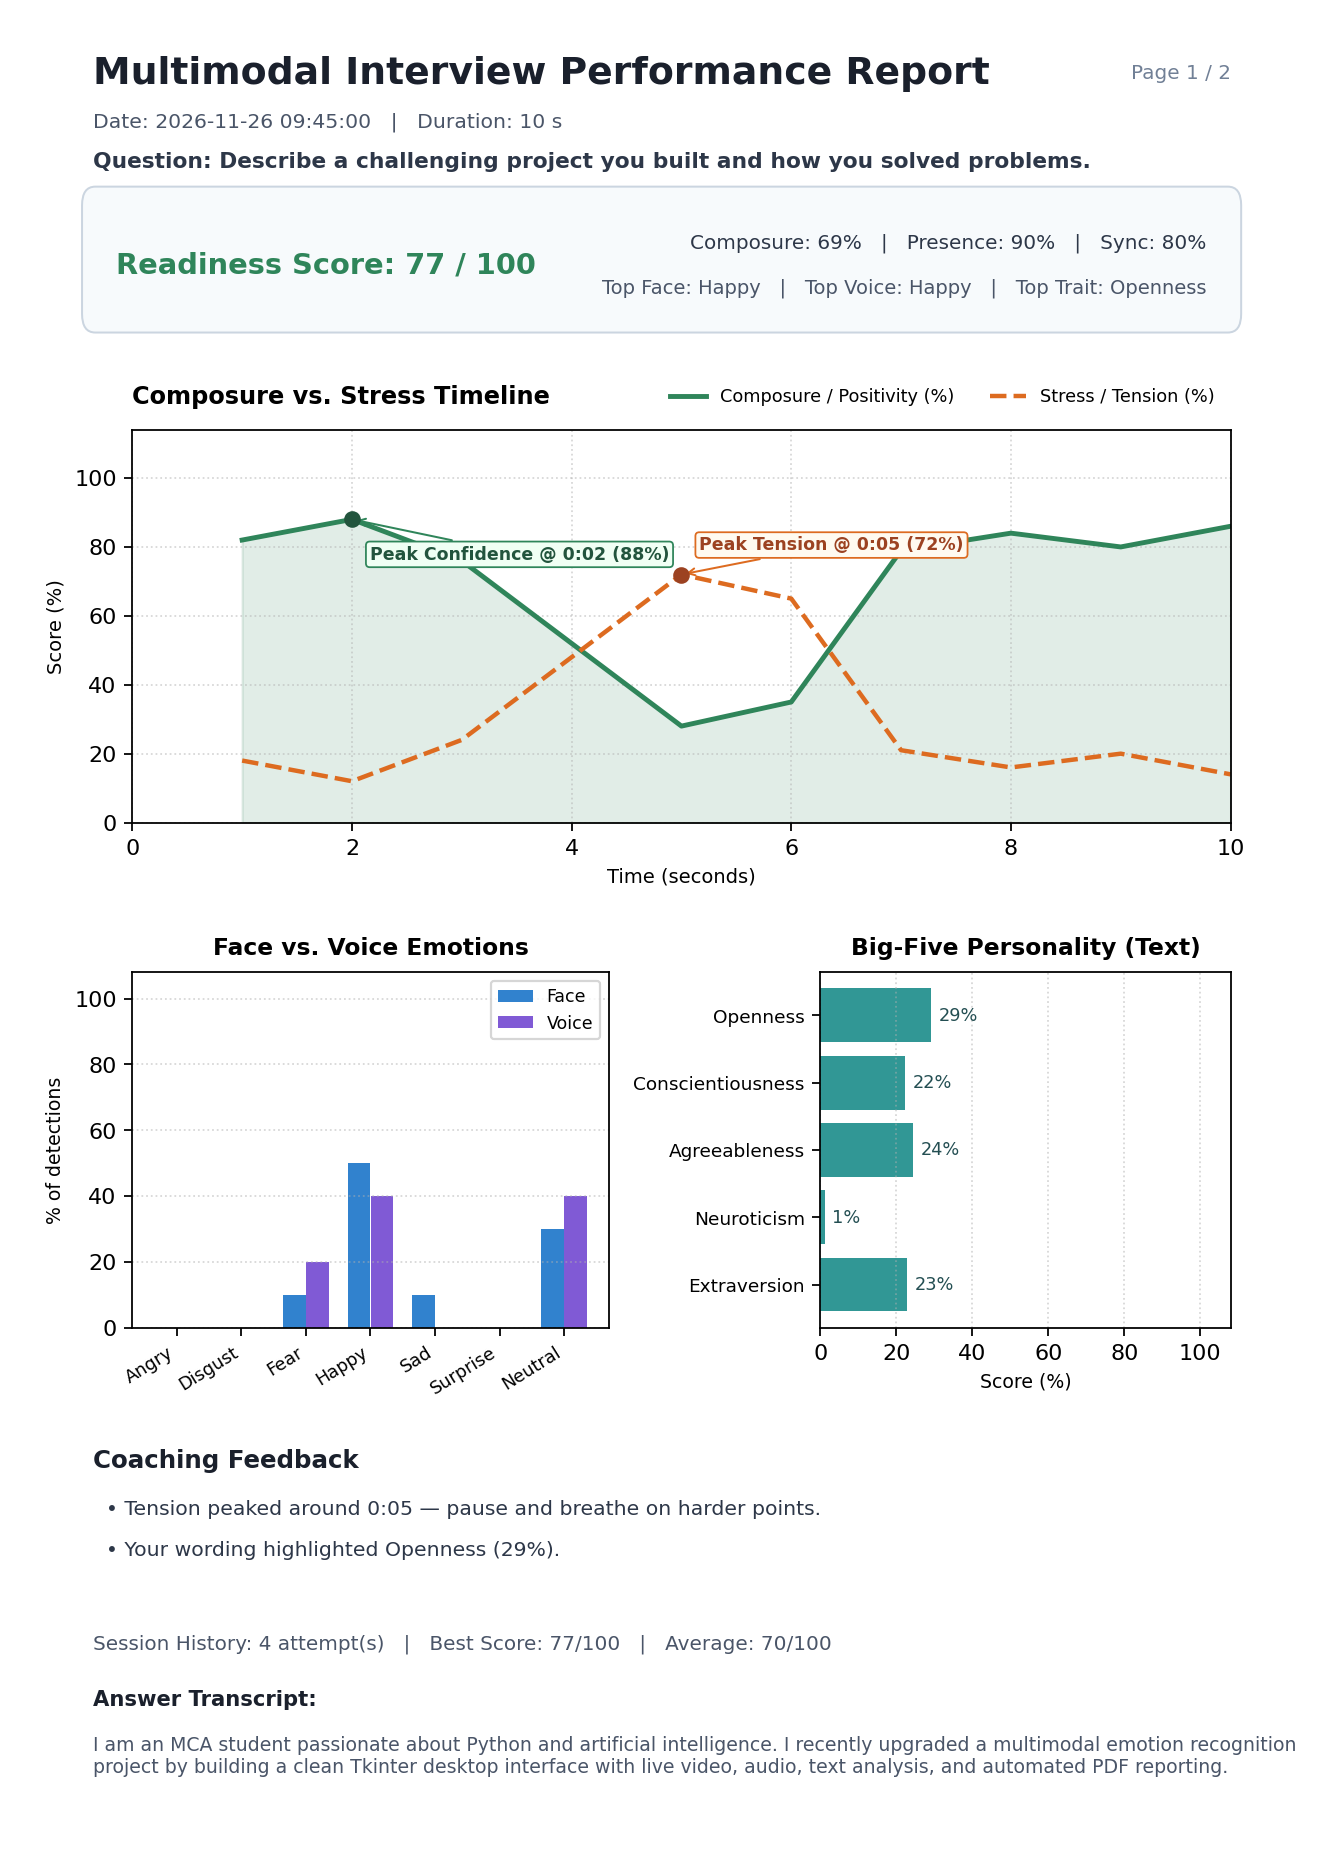 Multimodal Interview Performance Report
Page 1 / 2
Date: 2026-11-26 09:45:00 | Duration: 10 s
Question: Describe a challenging project you built and how you solved problems.
Readiness Score: 77 / 100
Composure: 69% | Presence: 90% | Sync: 80%
Top Face: Happy | Top Voice: Happy | Top Trait: Openness
Composure vs. Stress Timeline
Composure / Positivity (%)
Stress / Tension (%)
Score (%)
100
80
60
40
20
0
Peak Confidence @ 0:02 (88%)
Peak Tension @ 0:05 (72%)
0 2 4 6 8 10
Time (seconds)
Face vs. Voice Emotions
% of detections
100
80
60
40
20
0
Face
Voice
Angry Disgust Fear Happy Sad Surprise Neutral
Big-Five Personality (Text)
Openness 29%
Conscientiousness 22%
Agreeableness 24%
Neuroticism 1%
Extraversion 23%
0 20 40 60 80 100
Score (%)
Coaching Feedback
• Tension peaked around 0:05 — pause and breathe on harder points.
• Your wording highlighted Openness (29%).
Session History: 4 attempt(s) | Best Score: 77/100 | Average: 70/100
Answer Transcript:
I am an MCA student passionate about Python and artificial intelligence. I recently upgraded a multimodal emotion recognition
project by building a clean Tkinter desktop interface with live video, audio, text analysis, and automated PDF reporting.